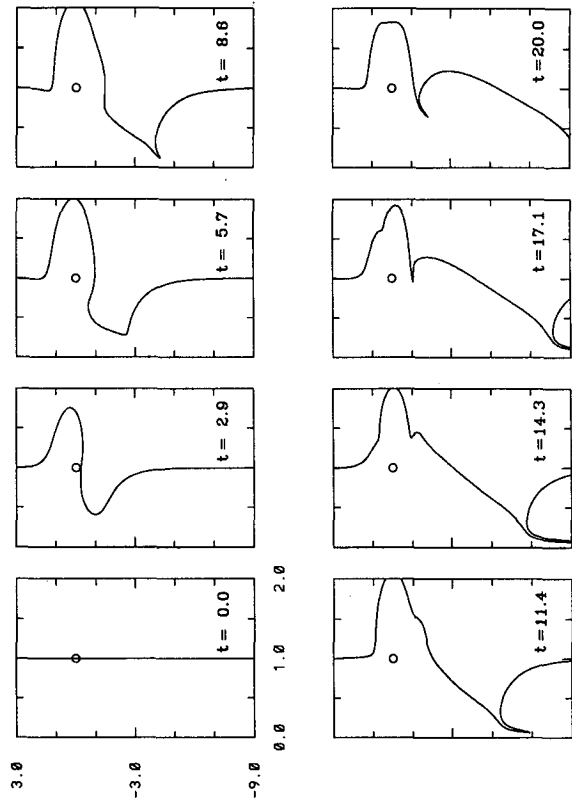 3.0
-3.0
-9.0
t = 0.0
t = 2.9
t = 5.7
t = 8.6
0.0 1.0 2.0
t=11.4
t=14.3
t=17.1
t=20.0